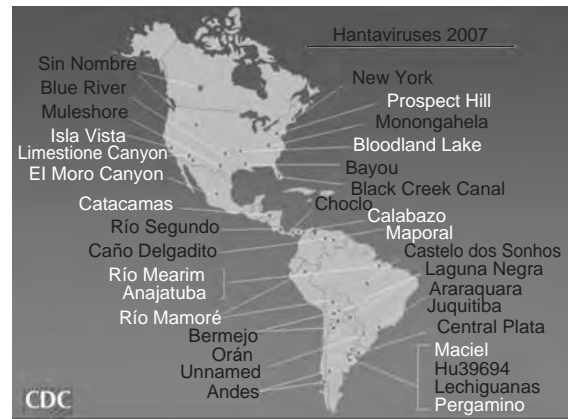 Hantaviruses 2007
Sin Nombre
Blue River
Muleshore
Isla Vista
Limestione Canyon
El Moro Canyon
Catacamas
Río Segundo
Caño Delgadito
Río Mearim
Anajatuba
Río Mamoré
Bermejo
Orán
Unnamed
Andes
New York
Prospect Hill
Monongahela
Bloodland Lake
Bayou
Black Creek Canal
Choclo
Calabazo
Maporal
Castelo dos Sonhos
Laguna Negra
Araraquara
Juquitiba
Central Plata
Maciel
Hu39694
Lechiguanas
Pergamino
CDC